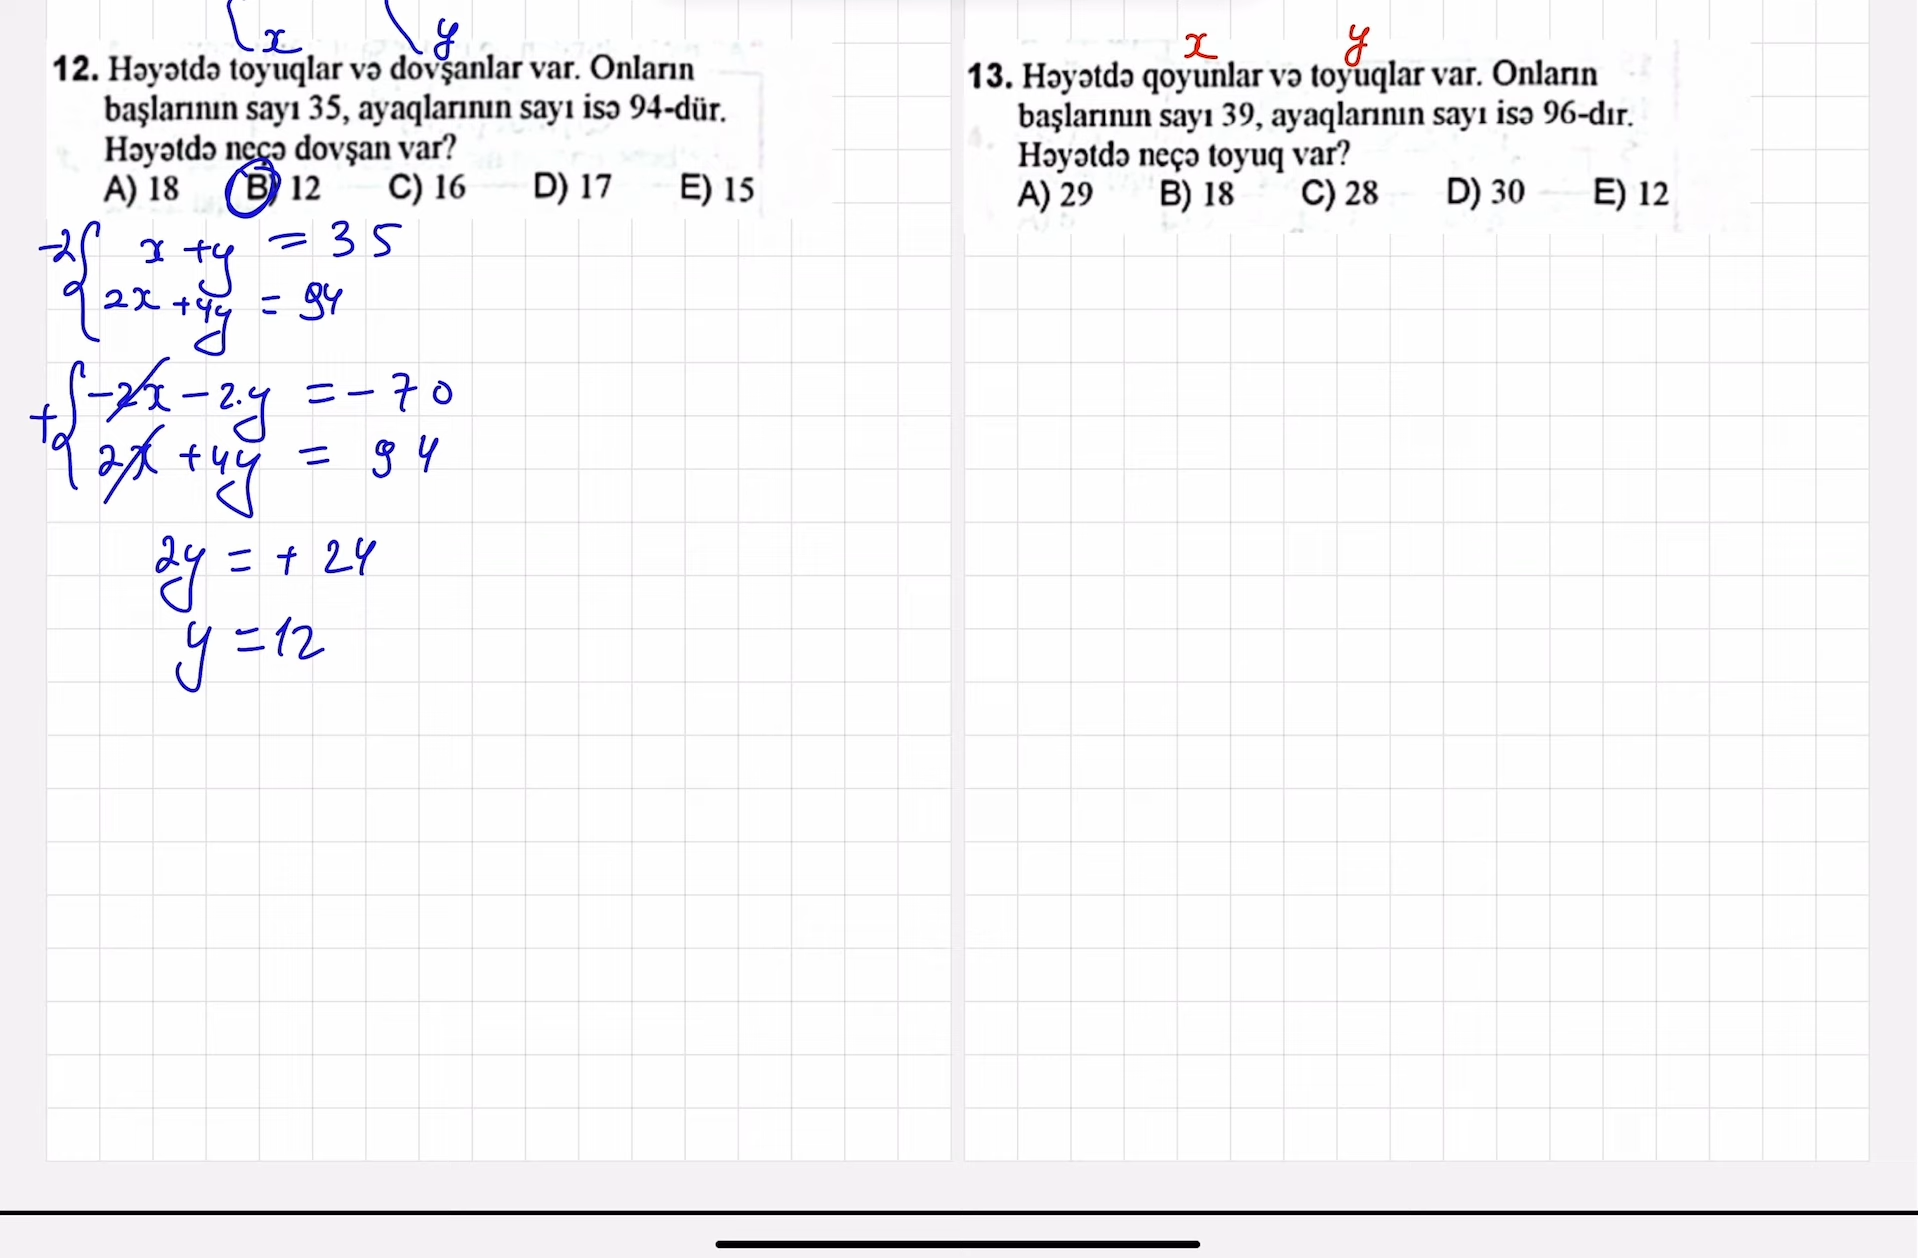 x y
12. Həyətdə toyuqlar və dovşanlar var. Onların
başlarının sayı 35, ayaqlarının sayı isə 94-dür.
Həyətdə neçə dovşan var?
A) 18 B) 12 C) 16 D) 17 E) 15
-2 x + y = 35
2x + 4y = 94
+ -2x - 2y = -70
2x + 4y = 94
2y = + 24
y = 12
x y
13. Həyətdə qoyunlar və toyuqlar var. Onların
başlarının sayı 39, ayaqlarının sayı isə 96-dır.
Həyətdə neçə toyuq var?
A) 29 B) 18 C) 28 D) 30 E) 12